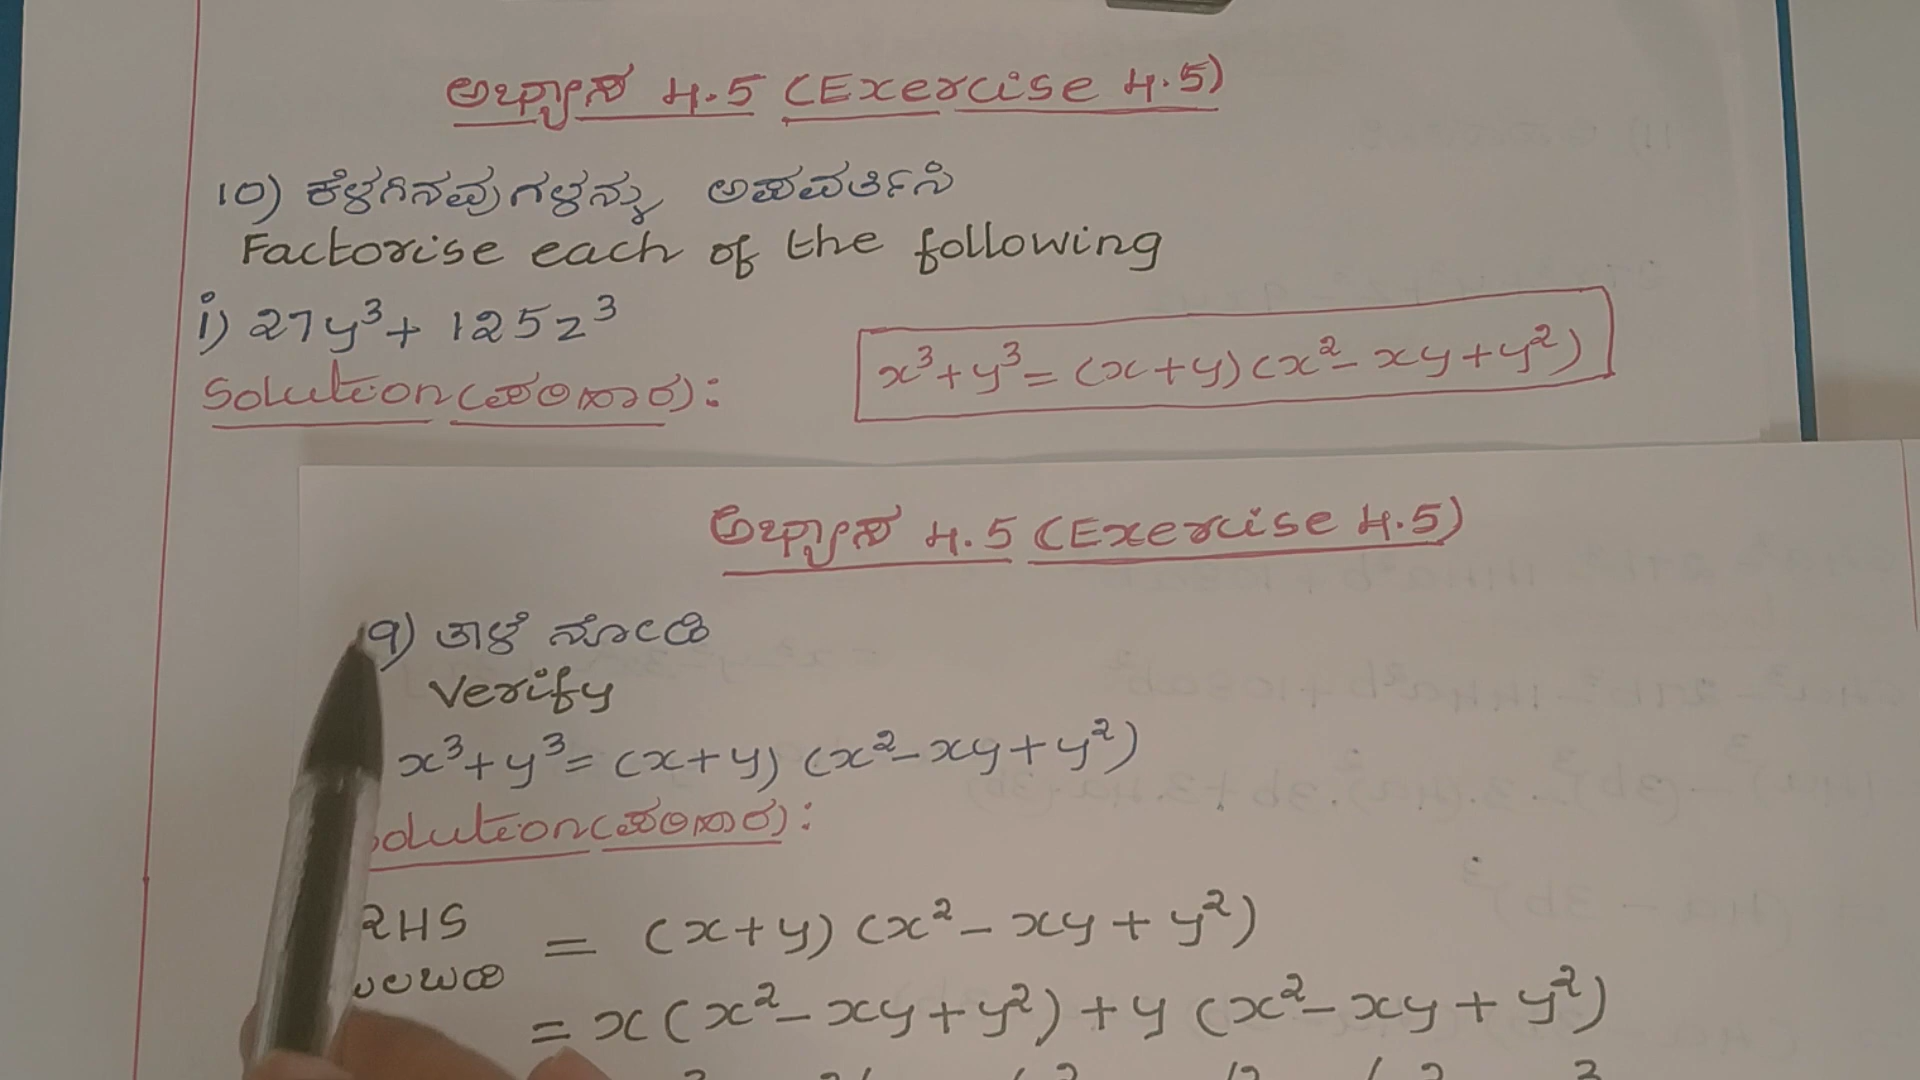 ಅಭ್ಯಾಸ 4.5 (Exercise 4.5)
10) ಕೆಳಗಿನವುಗಳನ್ನು ಅಪವರ್ತಿಸಿ
Factorise each of the following
i) 27y³ + 125z³
Solution (ಪರಿಹಾರ):
x³+y³ = (x+y)(x²-xy+y²)
ಅಭ್ಯಾಸ 4.5 (Exercise 4.5)
9) ತಾಳೆ ನೋಡಿ
Verify
x³+y³ = (x+y) (x²-xy+y²)
olution (ಪರಿಹಾರ):
RHS = (x+y) (x²-xy+y²)
ಬಲಬದಿ
= x(x²-xy+y²) + y (x²-xy+y²)